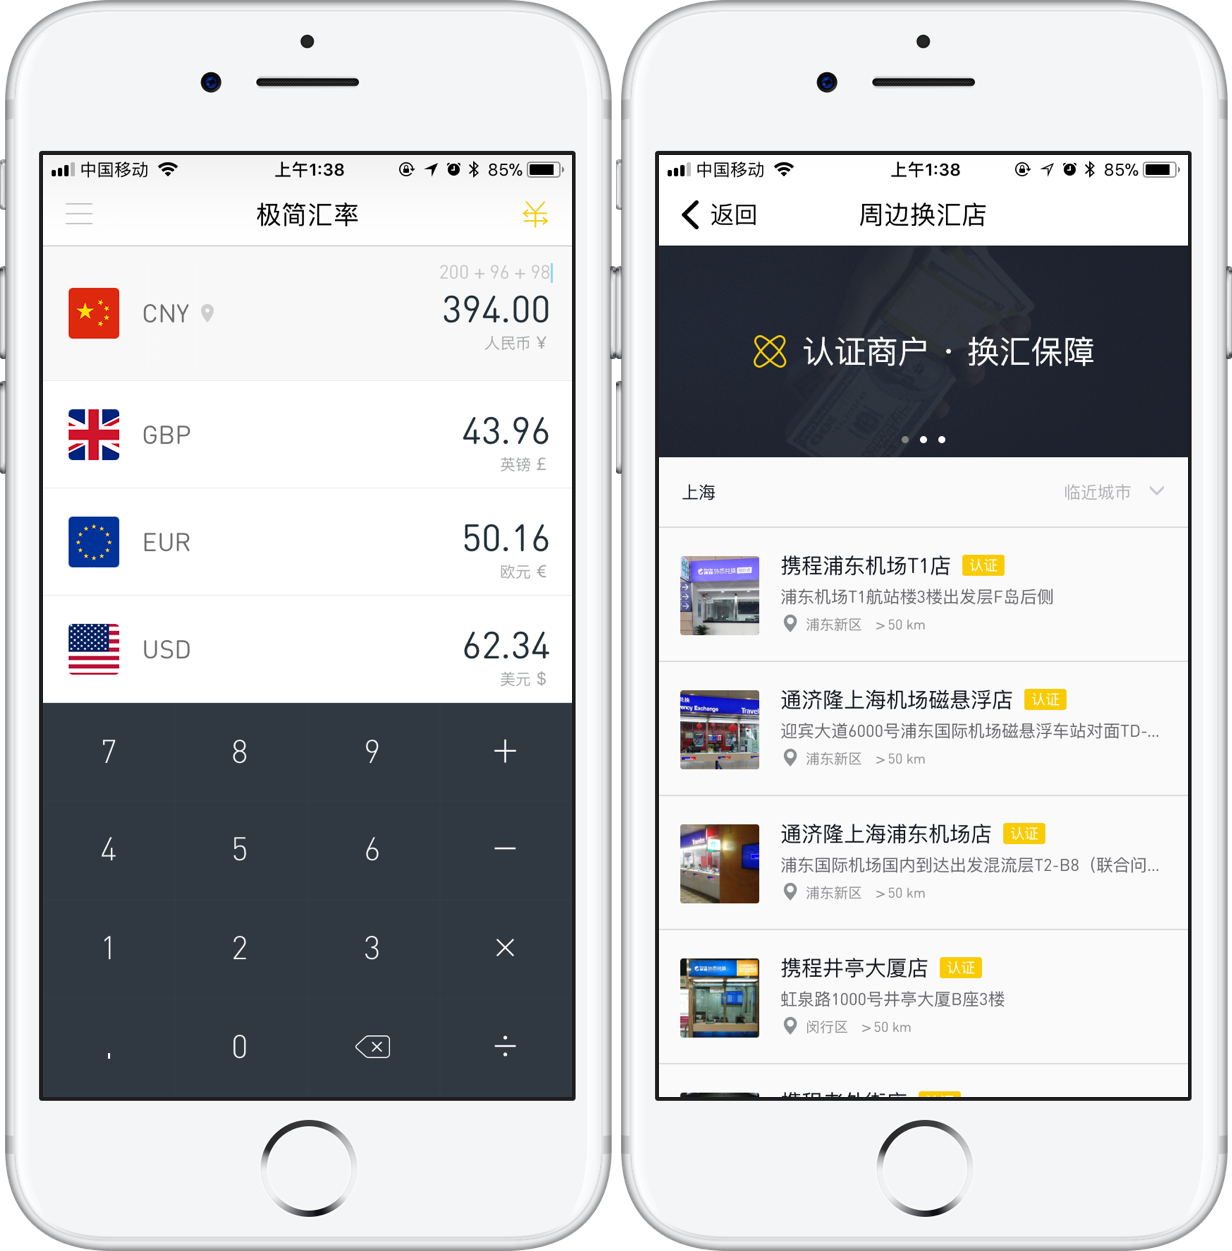 中国移动 上午1:38 85%
极简汇率
200 + 96 + 98
CNY 394.00
人民币 ¥
GBP 43.96
英镑 £
EUR 50.16
欧元 €
USD 62.34
美元 $
7 8 9 +
4 5 6 −
1 2 3 ×
. 0 ÷
中国移动 上午1:38 85%
返回 周边换汇店
认证商户 · 换汇保障
上海 临近城市
携程浦东机场T1店 认证
浦东机场T1航站楼3楼出发层F岛后侧
浦东新区 > 50 km
通济隆上海机场磁悬浮店 认证
迎宾大道6000号浦东国际机场磁悬浮车站对面TD-...
浦东新区 > 50 km
通济隆上海浦东机场店 认证
浦东国际机场国内到达出发混流层T2-B8（联合问...
浦东新区 > 50 km
携程井亭大厦店 认证
虹泉路1000号井亭大厦B座3楼
闵行区 > 50 km